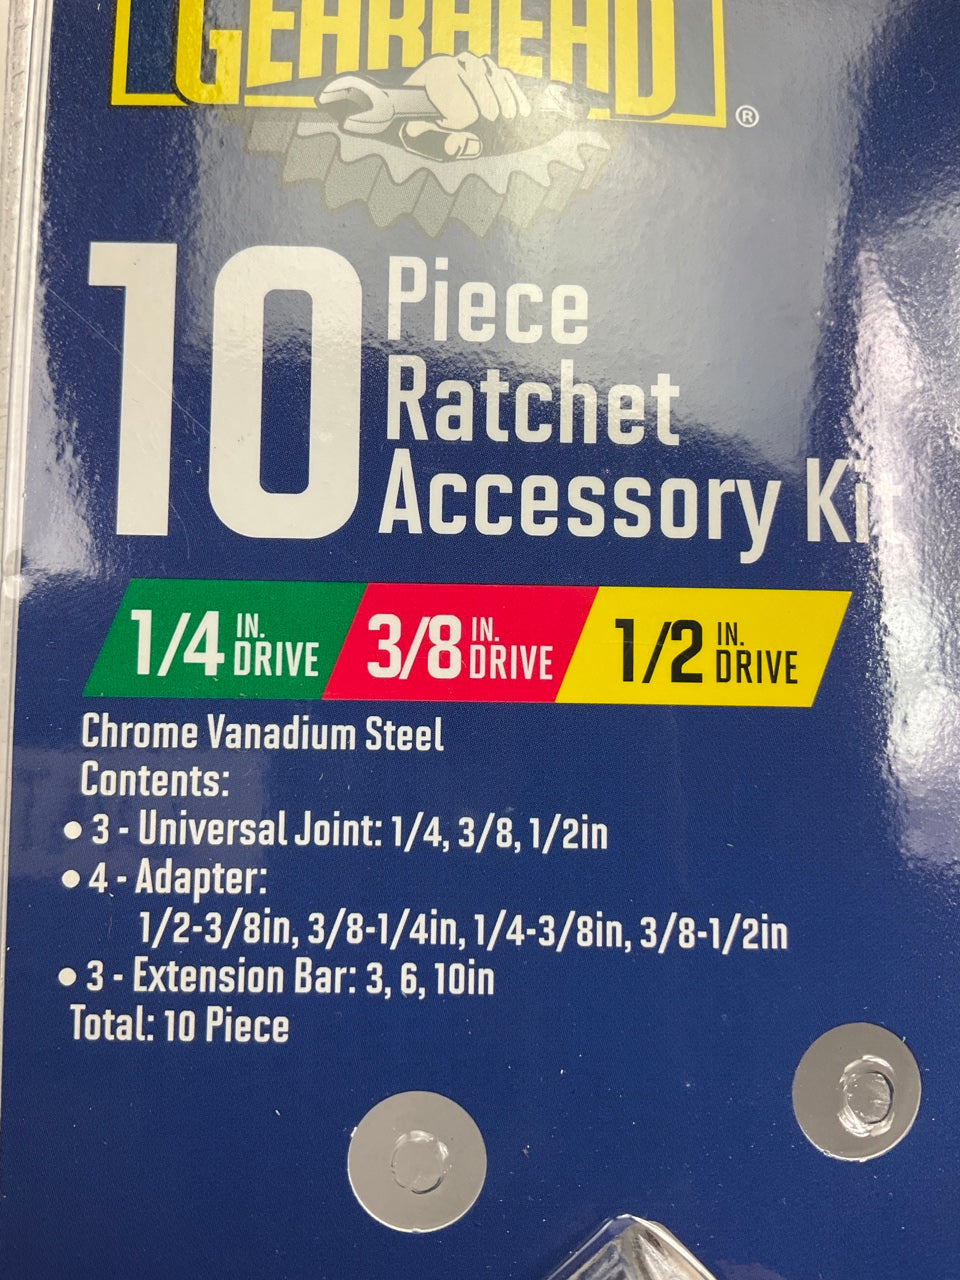 GEARHEAD
®
10 Piece
Ratchet
Accessory Kit
1/4 IN. DRIVE 3/8 IN. DRIVE 1/2 IN. DRIVE
Chrome Vanadium Steel
Contents:
• 3 - Universal Joint: 1/4, 3/8, 1/2in
• 4 - Adapter:
1/2-3/8in, 3/8-1/4in, 1/4-3/8in, 3/8-1/2in
• 3 - Extension Bar: 3, 6, 10in
Total: 10 Piece